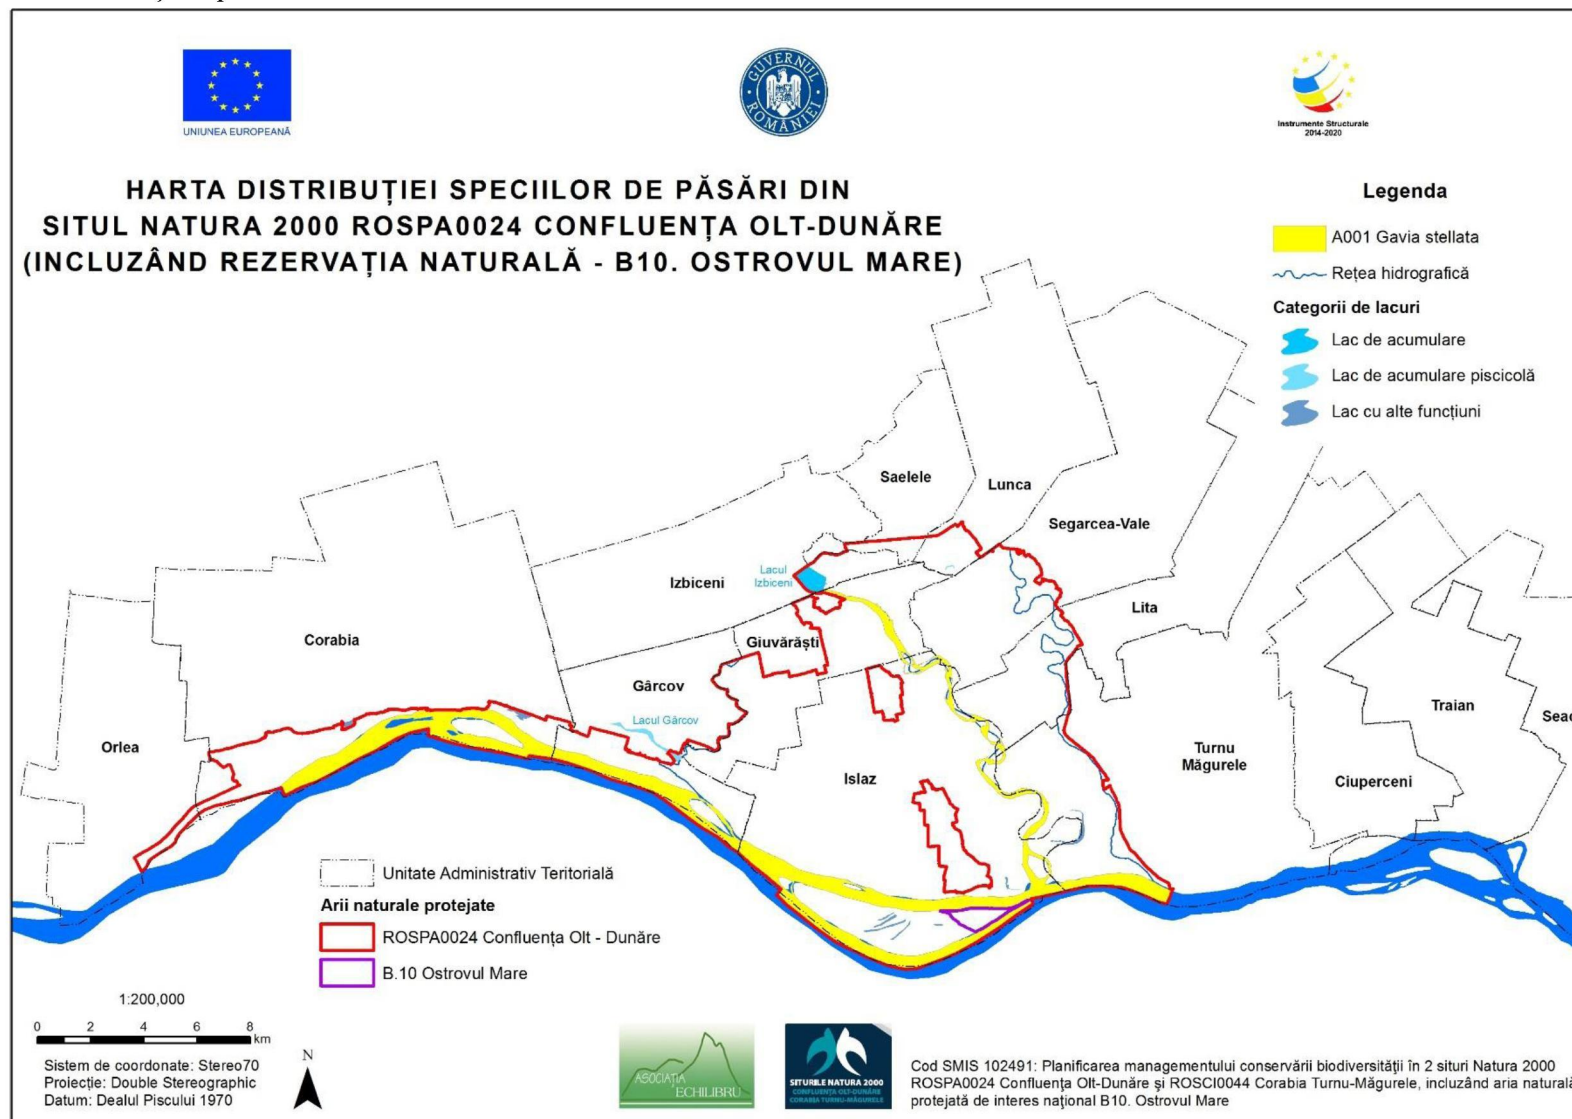 UNIUNEA EUROPEANĂ
GUVERNUL ROMÂNIEI
Instrumente Structurale
2014-2020
HARTA DISTRIBUȚIEI SPECIILOR DE PĂSĂRI DIN
SITUL NATURA 2000 ROSPA0024 CONFLUENȚA OLT-DUNĂRE
(INCLUZÂND REZERVAȚIA NATURALĂ - B10. OSTROVUL MARE)
Legenda
A001 Gavia stellata
Rețea hidrografică
Categorii de lacuri
Lac de acumulare
Lac de acumulare piscicolă
Lac cu alte funcțiuni
Saelele
Lunca
Segarcea-Vale
Lacul
Izbiceni
Izbiceni
Lita
Corabia
Giuvărăști
Gârcov
Lacul Gârcov
Orlea
Islaz
Turnu
Măgurele
Traian
Seac
Ciuperceni
Unitate Administrativ Teritorială
Arii naturale protejate
ROSPA0024 Confluența Olt - Dunăre
B.10 Ostrovul Mare
1:200,000
0 2 4 6 8
km
N
Sistem de coordonate: Stereo70
Proiecție: Double Stereographic
Datum: Dealul Piscului 1970
ASOCIAȚIA
ECHILIBRU
SITURILE NATURA 2000
CONFLUENȚA OLT-DUNĂRE
CORABIA TURNU-MĂGURELE
Cod SMIS 102491: Planificarea managementului conservării biodiversității în 2 situri Natura 2000
ROSPA0024 Confluența Olt-Dunăre și ROSCI0044 Corabia Turnu-Măgurele, incluzând aria naturală
protejată de interes național B10. Ostrovul Mare